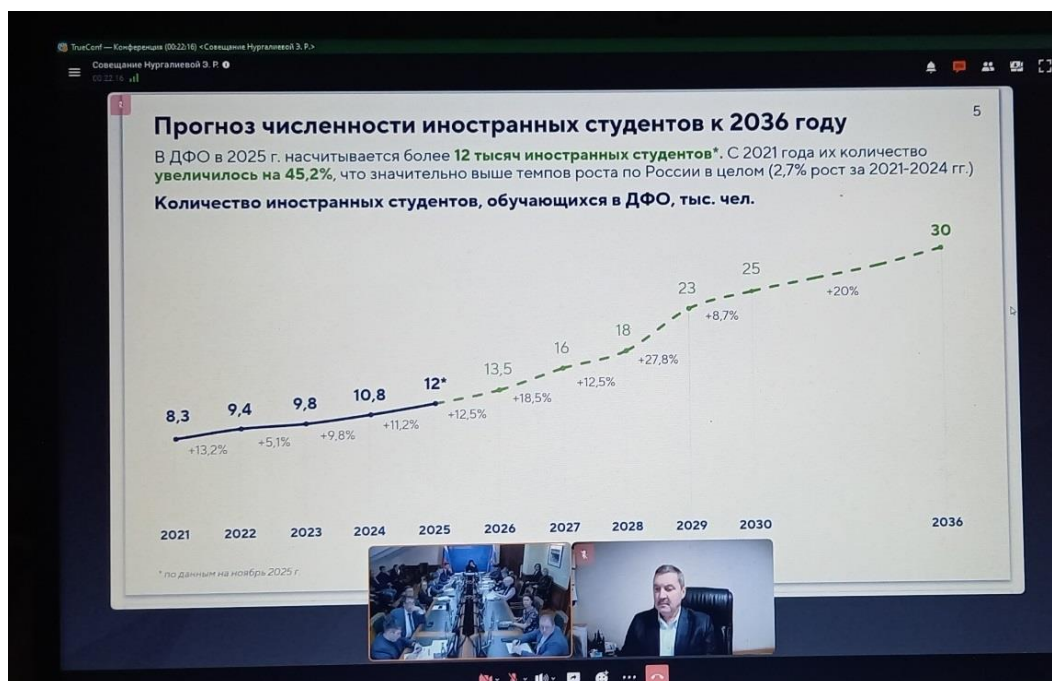 TrueConf — Конференция (00:22:16) <Совещание Нургалиевой Э. Р.>
Совещание Нургалиевой Э. Р.
00:22:16
5
Прогноз численности иностранных студентов к 2036 году
В ДФО в 2025 г. насчитывается более 12 тысяч иностранных студентов*. С 2021 года их количество
увеличилось на 45,2%, что значительно выше темпов роста по России в целом (2,7% рост за 2021-2024 гг.)
Количество иностранных студентов, обучающихся в ДФО, тыс. чел.
8,3 9,4 9,8 10,8 12* 13,5 16 18 23 25 30
+13,2% +5,1% +9,8% +11,2% +12,5% +18,5% +12,5% +27,8% +8,7% +20%
2021 2022 2023 2024 2025 2026 2027 2028 2029 2030 2036
* по данным на ноябрь 2025 г.